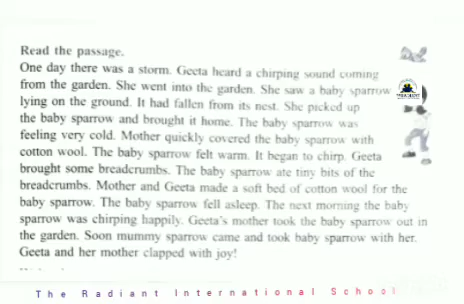 Read the passage.
One day there was a storm. Geeta heard a chirping sound coming
from the garden. She went into the garden. She saw a baby sparrow
lying on the ground. It had fallen from its nest. She picked up
the baby sparrow and brought it home. The baby sparrow was
feeling very cold. Mother quickly covered the baby sparrow with
cotton wool. The baby sparrow felt warm. It began to chirp. Geeta
brought some breadcrumbs. The baby sparrow ate tiny bits of the
breadcrumbs. Mother and Geeta made a soft bed of cotton wool for the
baby sparrow. The baby sparrow fell asleep. The next morning the baby
sparrow was chirping happily. Geeta's mother took the baby sparrow out in
the garden. Soon mummy sparrow came and took baby sparrow with her.
Geeta and her mother clapped with joy!
The Radiant International School